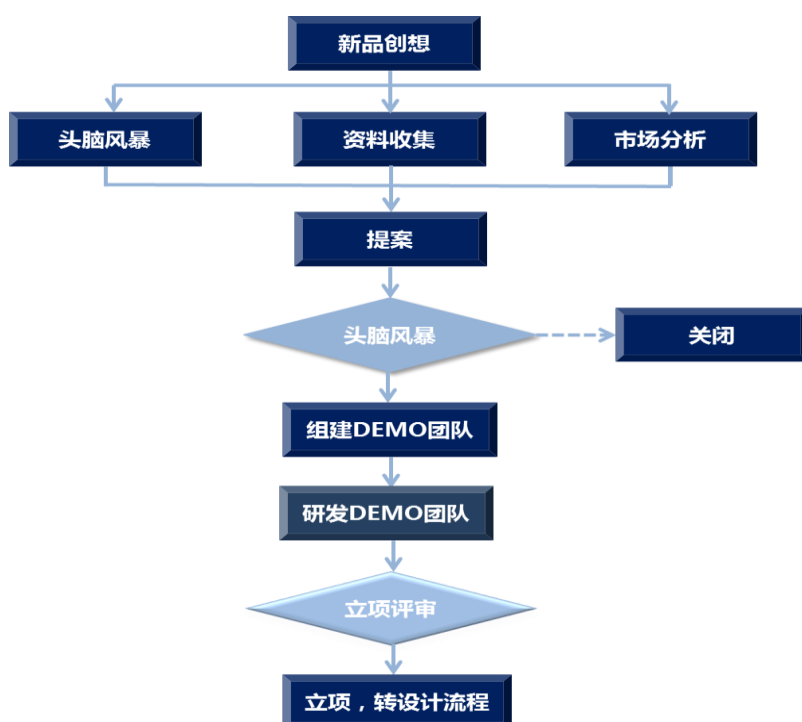 新品创想
头脑风暴
资料收集
市场分析
提案
头脑风暴
关闭
组建DEMO团队
研发DEMO团队
立项评审
立项，转设计流程